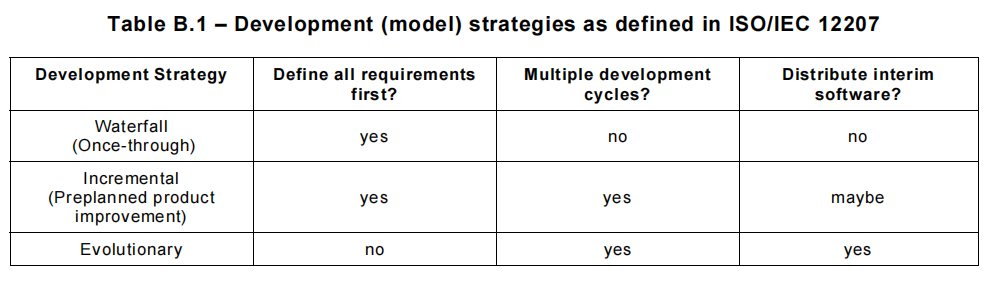 Table B.1 – Development (model) strategies as defined in ISO/IEC 12207
Development Strategy
Define all requirements
first?
Multiple development
cycles?
Distribute interim
software?
Waterfall
(Once-through)
yes
no
no
Incremental
(Preplanned product
improvement)
yes
yes
maybe
Evolutionary
no
yes
yes